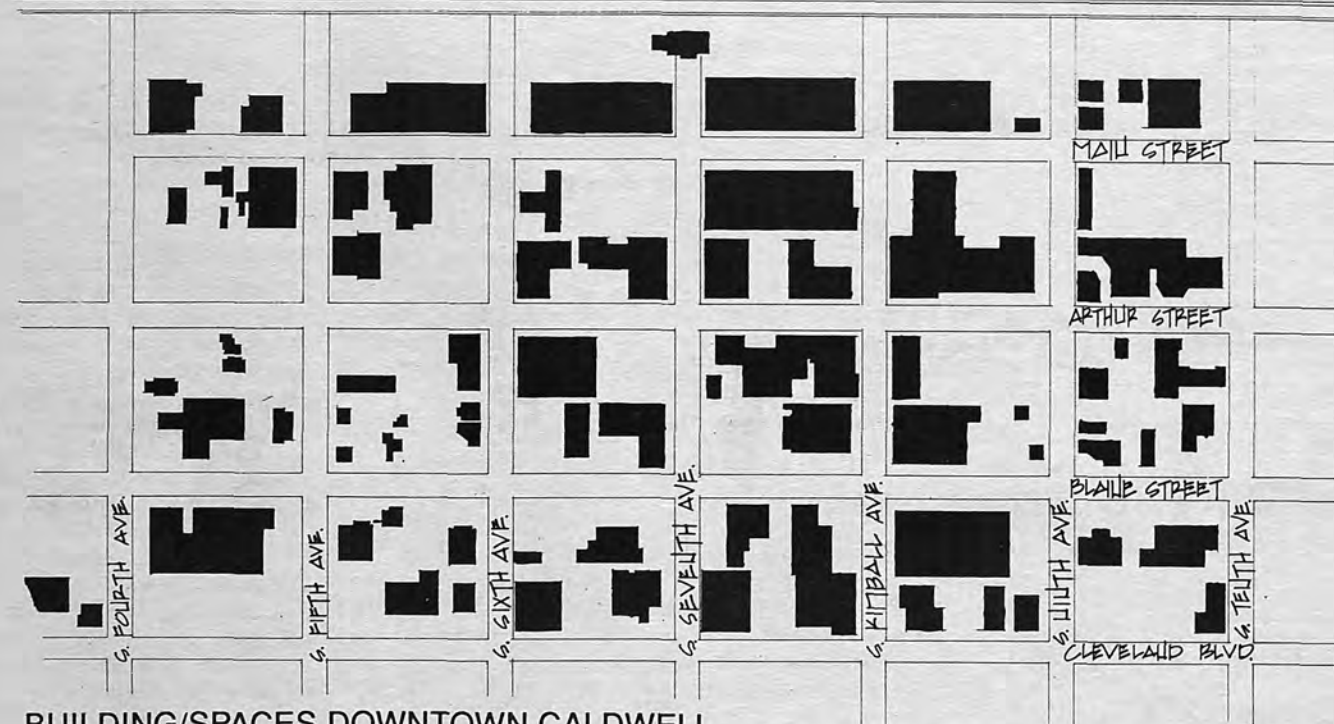 MAIN STREET
ARTHUR STREET
BLAINE STREET
S. FOURTH AVE.
S. FIFTH AVE.
S. SIXTH AVE.
S. SEVENTH AVE.
S. KIMBALL AVE.
S. NINTH AVE.
S. TENTH AVE.
CLEVELAND BLVD.
BUILDING/SPACES DOWNTOWN CALDWELL